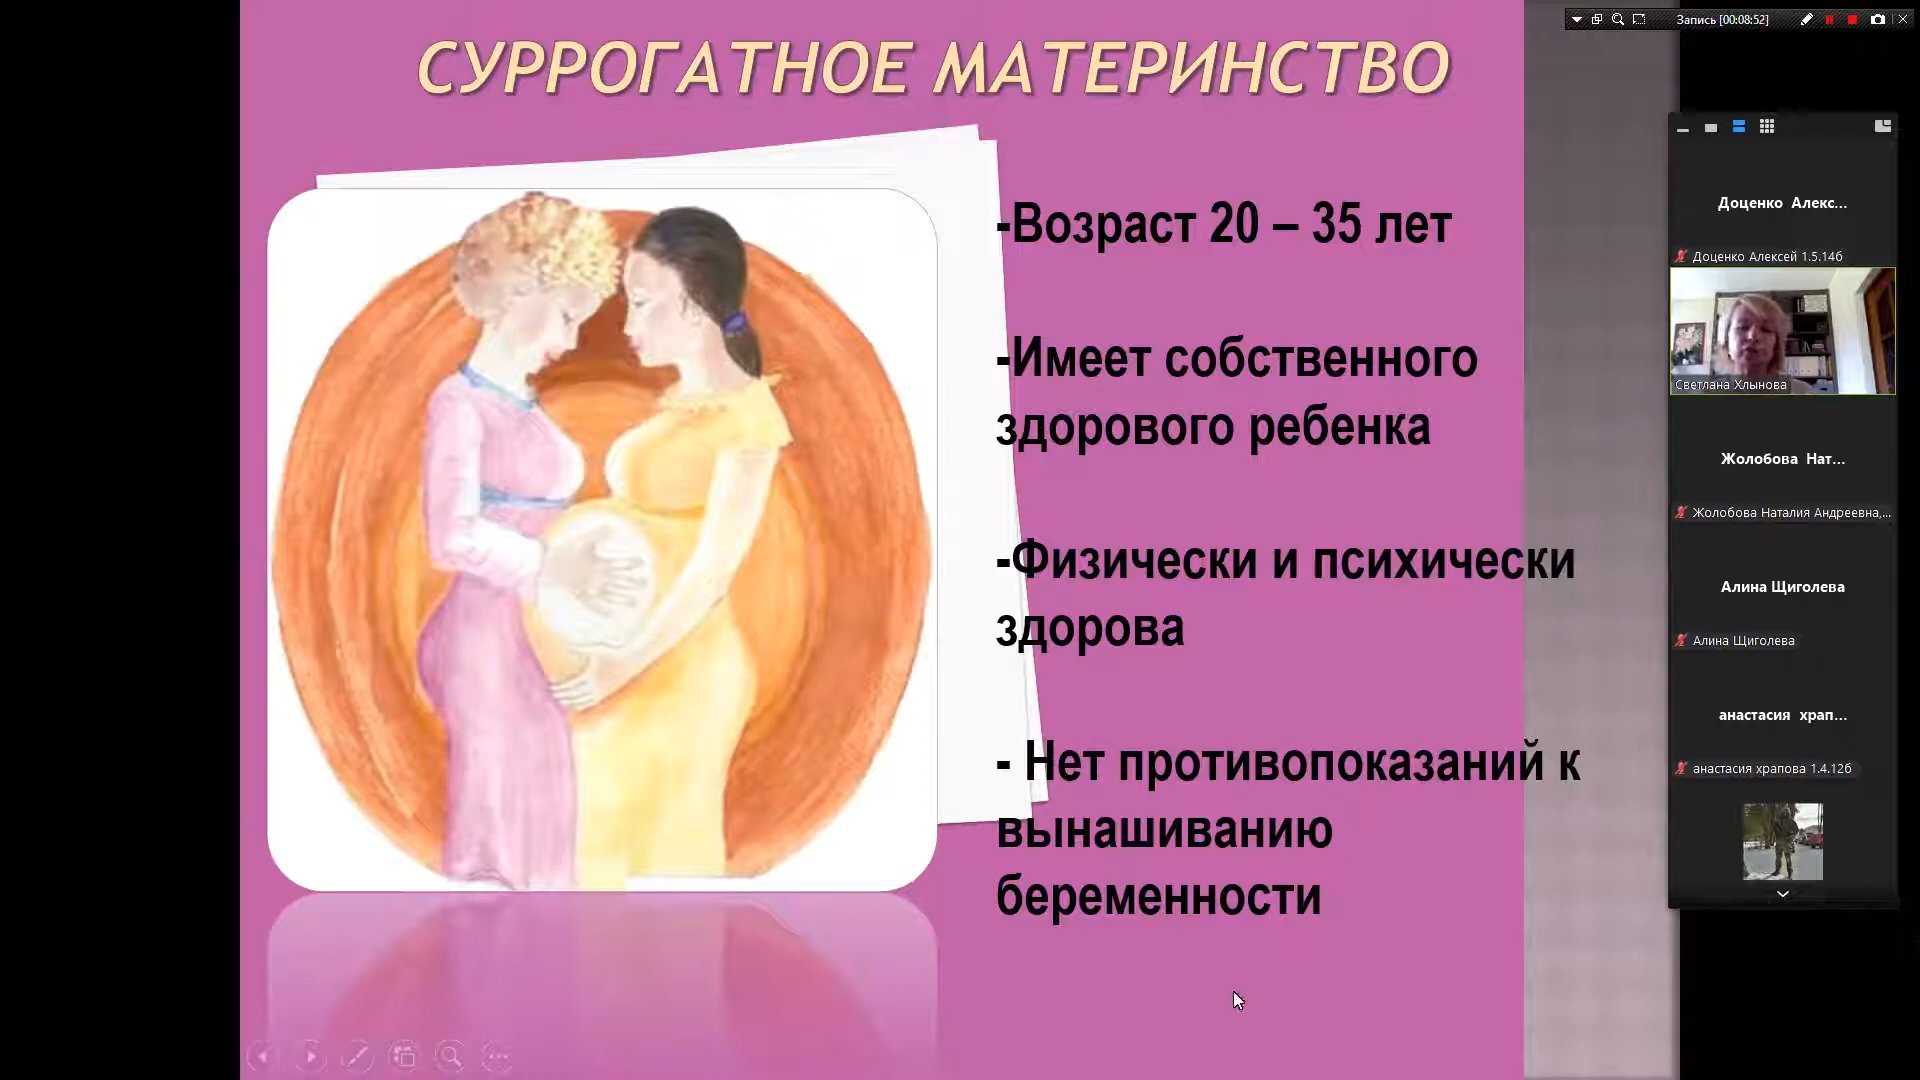 СУРРОГАТНОЕ МАТЕРИНСТВО
-Возраст 20 – 35 лет
-Имеет собственного
здорового ребенка
-Физически и психически
здорова
- Нет противопоказаний к
вынашиванию
беременности
Запись [00:08:52]
Доценко Алекс...
Доценко Алексей 1.5.14б
Светлана Хлынова
Жолобова Нат...
Жолобова Наталия Андреевна,...
Алина Щиголева
Алина Щиголева
анастасия храп...
анастасия храпова 1.4.12б